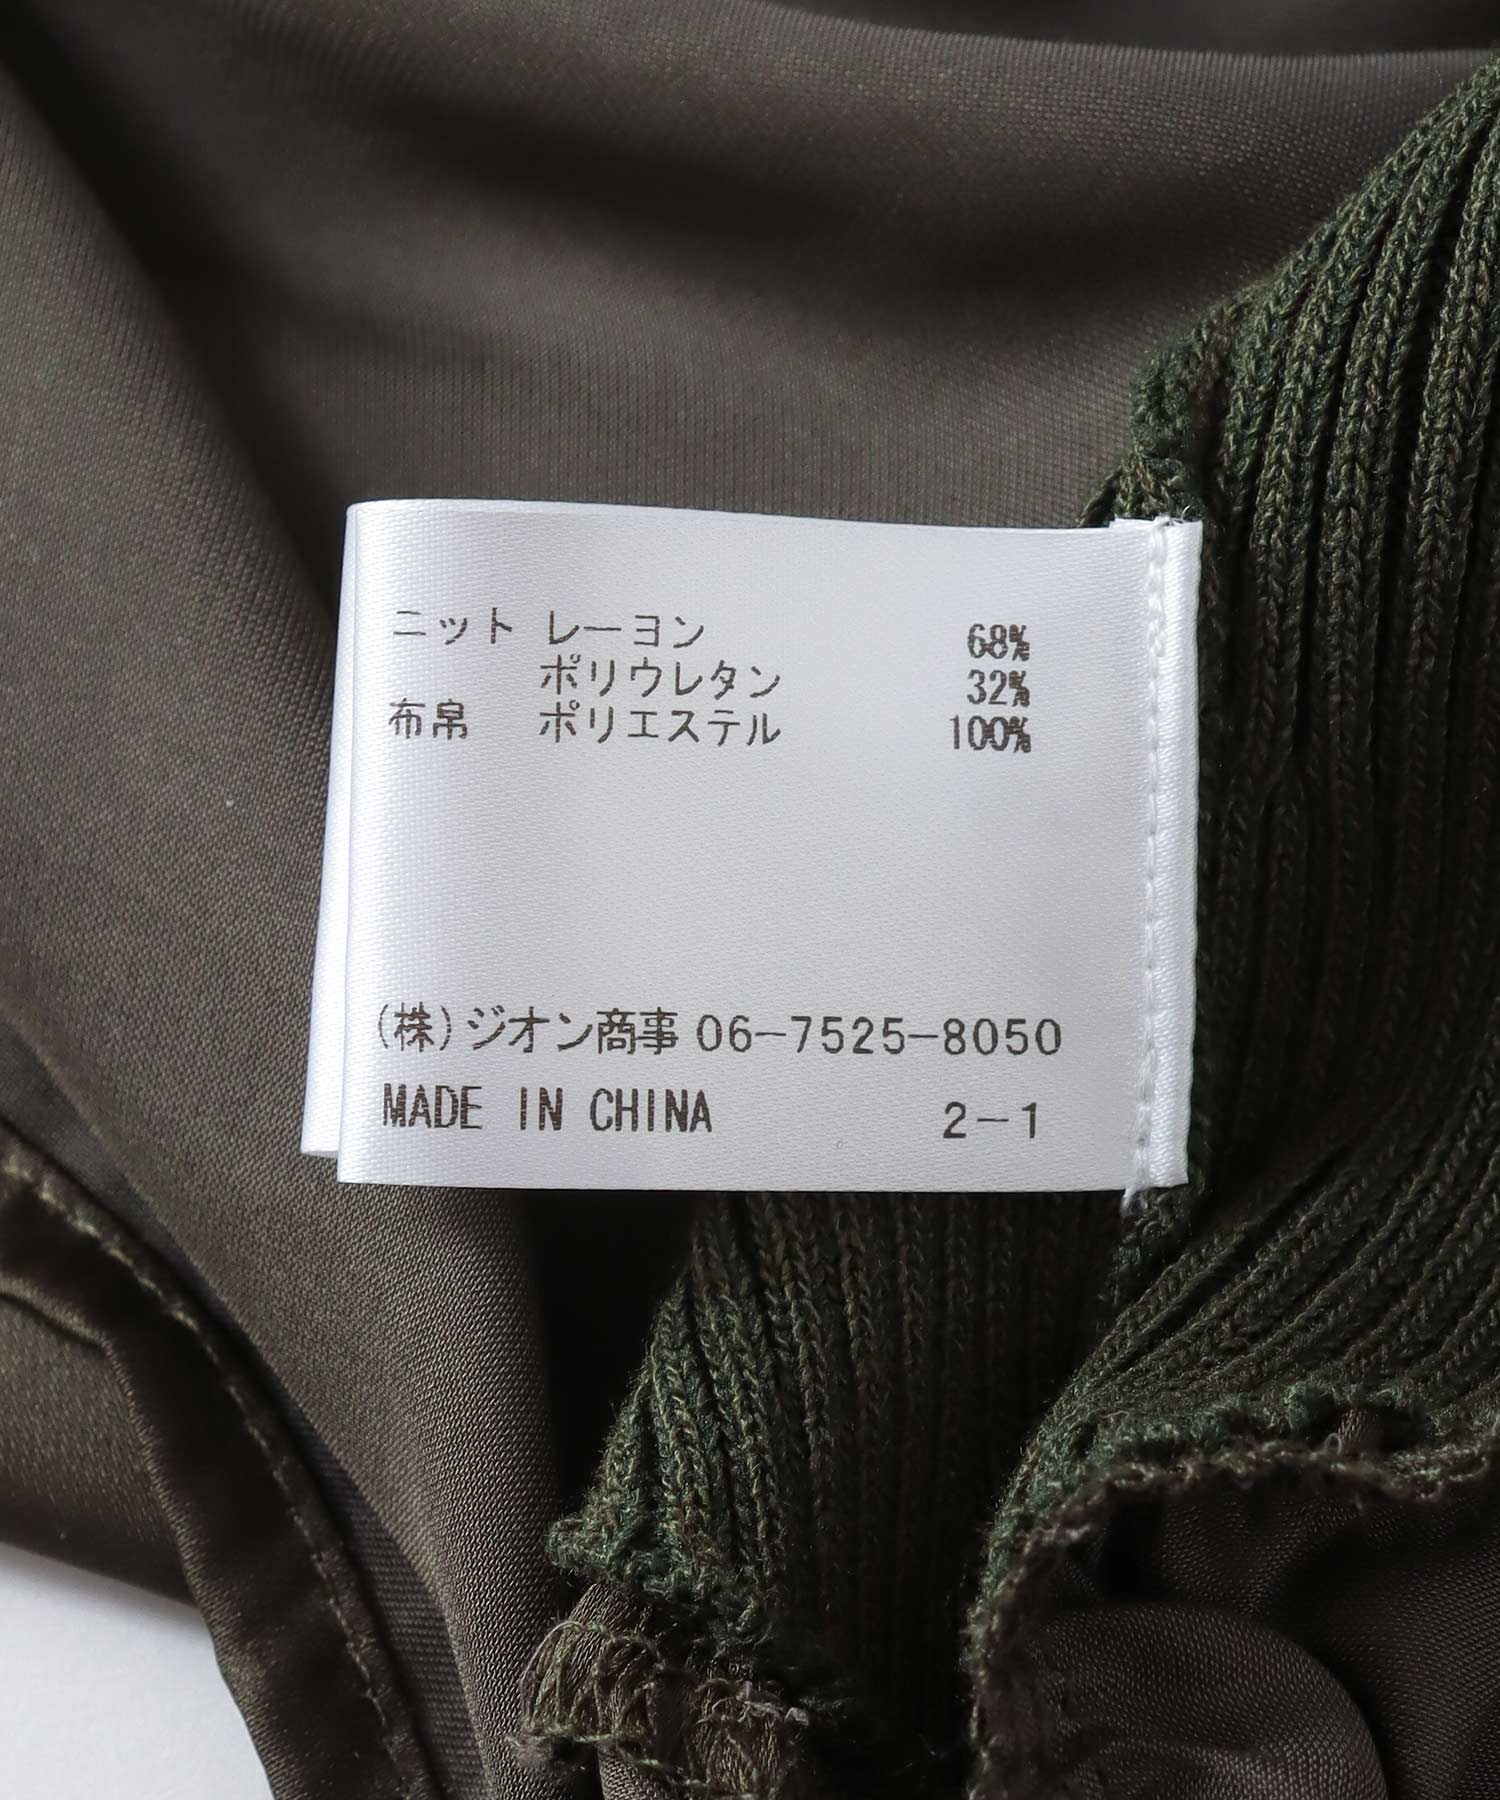 ニット レーヨン 68%
ポリウレタン 32%
布帛 ポリエステル 100%
(株)ジオン商事 06-7525-8050
MADE IN CHINA 2-1